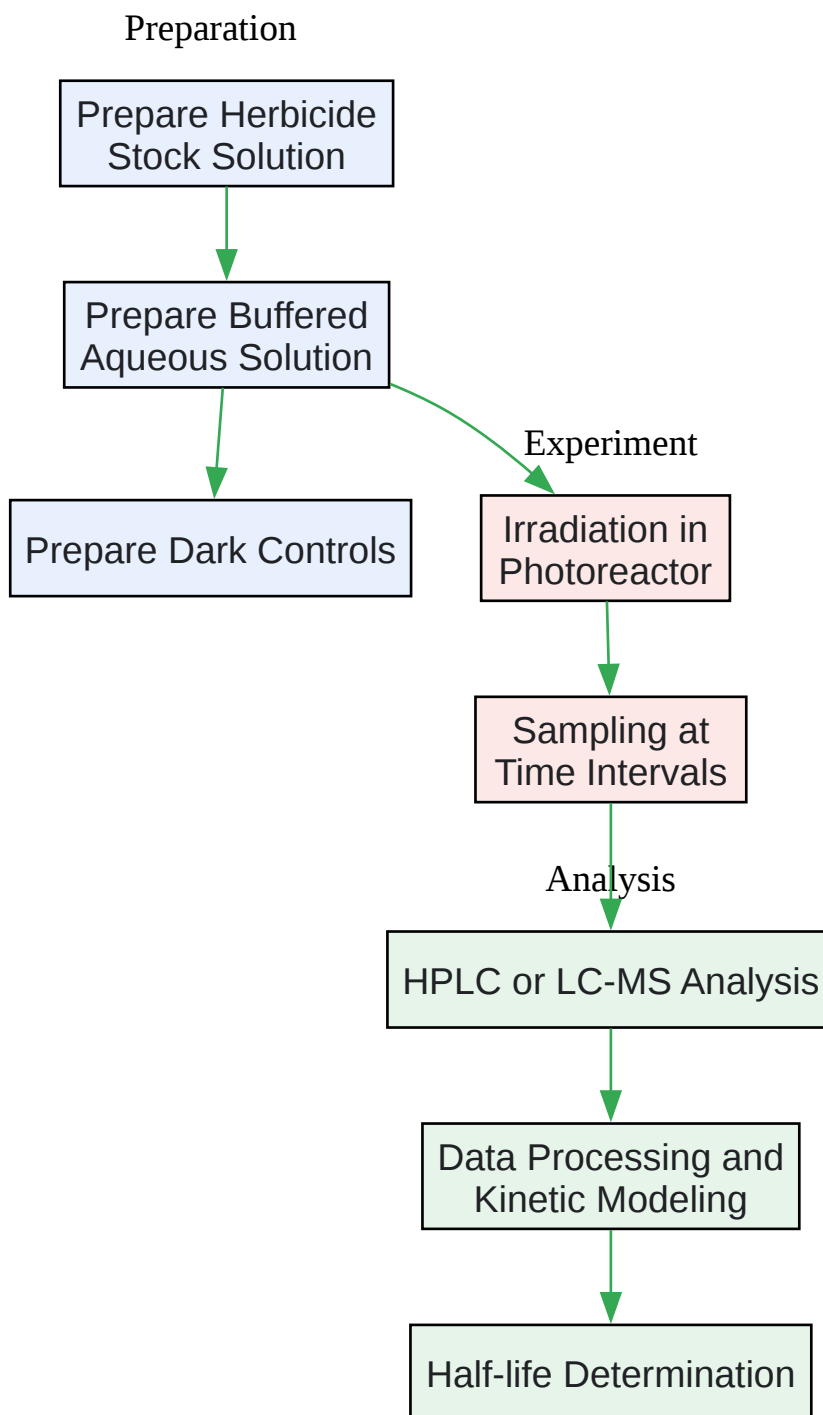 Preparation
Prepare Herbicide
Stock Solution
Prepare Buffered
Aqueous Solution
Prepare Dark Controls
Experiment
Irradiation in
Photoreactor
Sampling at
Time Intervals
Analysis
HPLC or LC-MS Analysis
Data Processing and
Kinetic Modeling
Half-life Determination